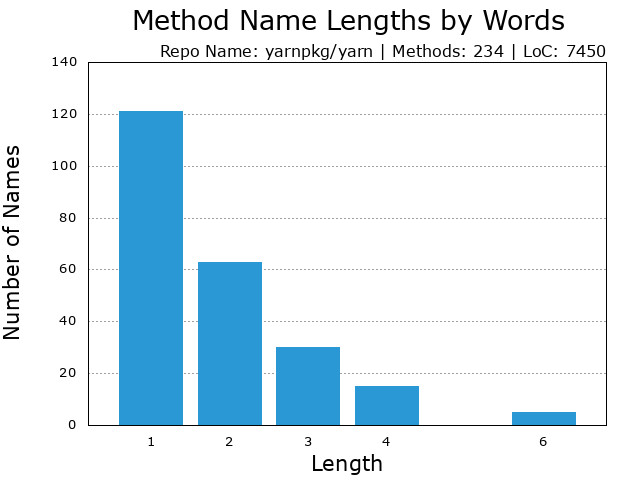 Method Name Lengths by Words
Repo Name: yarnpkg/yarn | Methods: 234 | LoC: 7450
140
120
100
80
60
40
20
0
Number of Names
1 2 3 4 6
Length